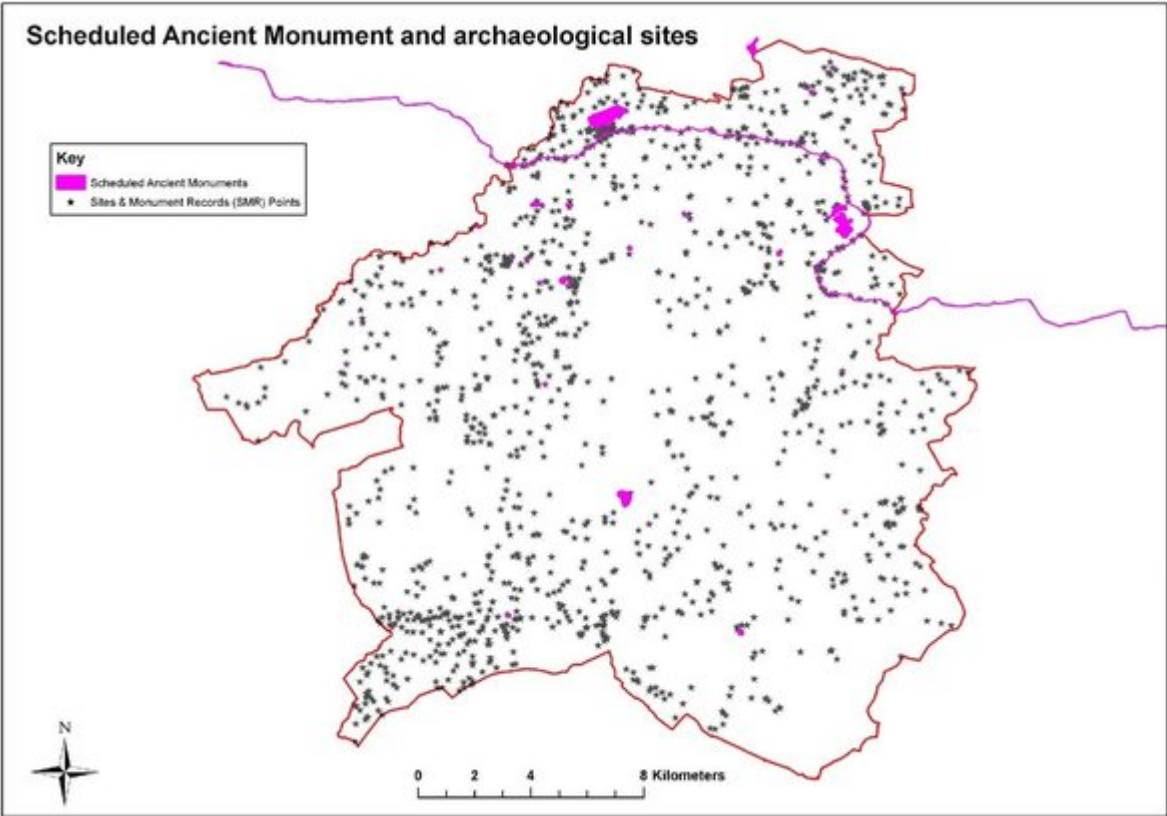 Scheduled Ancient Monument and archaeological sites
Key
Scheduled Ancient Monuments
Sites & Monument Records (SMR) Points
N
0 2 4 8 Kilometers